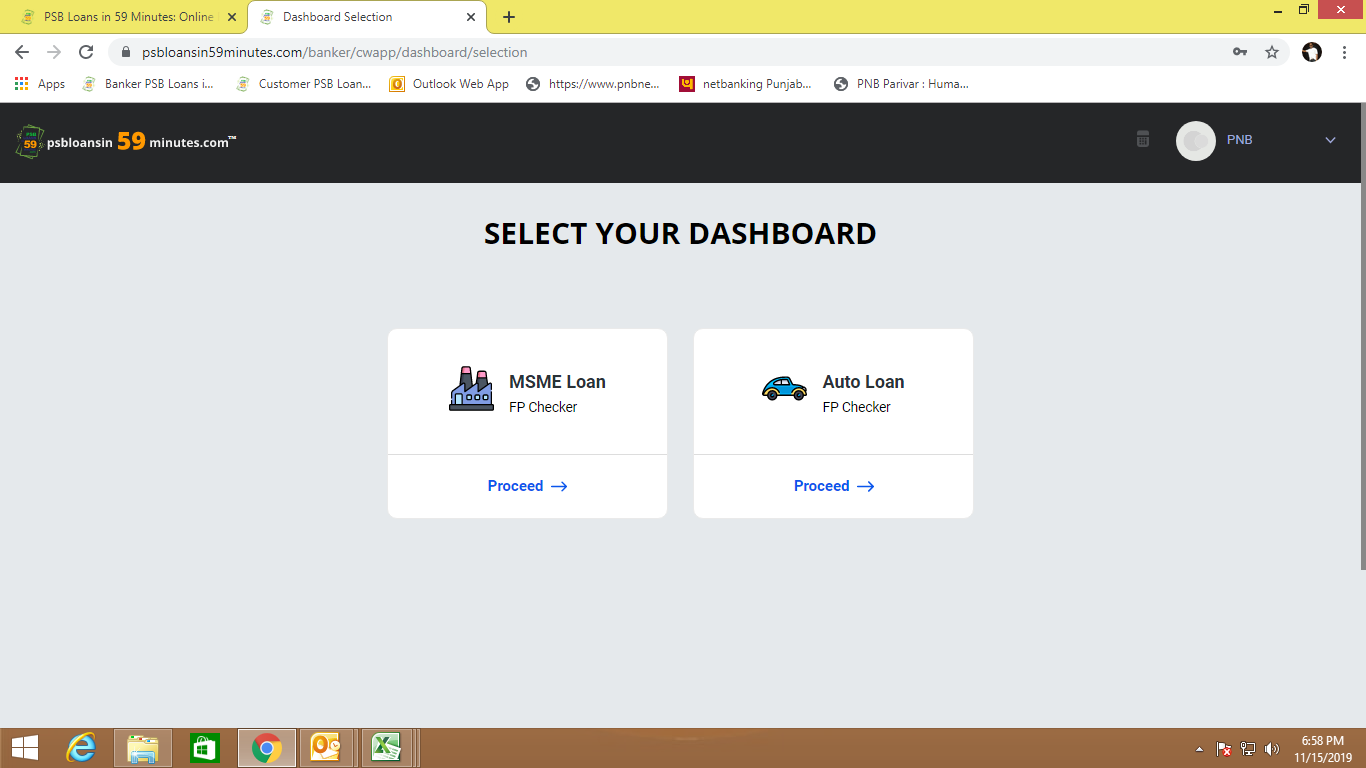 PSB Loans in 59 Minutes: Online
Dashboard Selection
psbloansin59minutes.com/banker/cwapp/dashboard/selection
Apps
Banker PSB Loans i...
Customer PSB Loan...
Outlook Web App
https://www.pnbne...
netbanking Punjab...
PNB Parivar : Huma...
PSB 59 psbloansin 59 minutes.com™
PNB
SELECT YOUR DASHBOARD
MSME Loan
FP Checker
Proceed →
Auto Loan
FP Checker
Proceed →
6:58 PM
11/15/2019